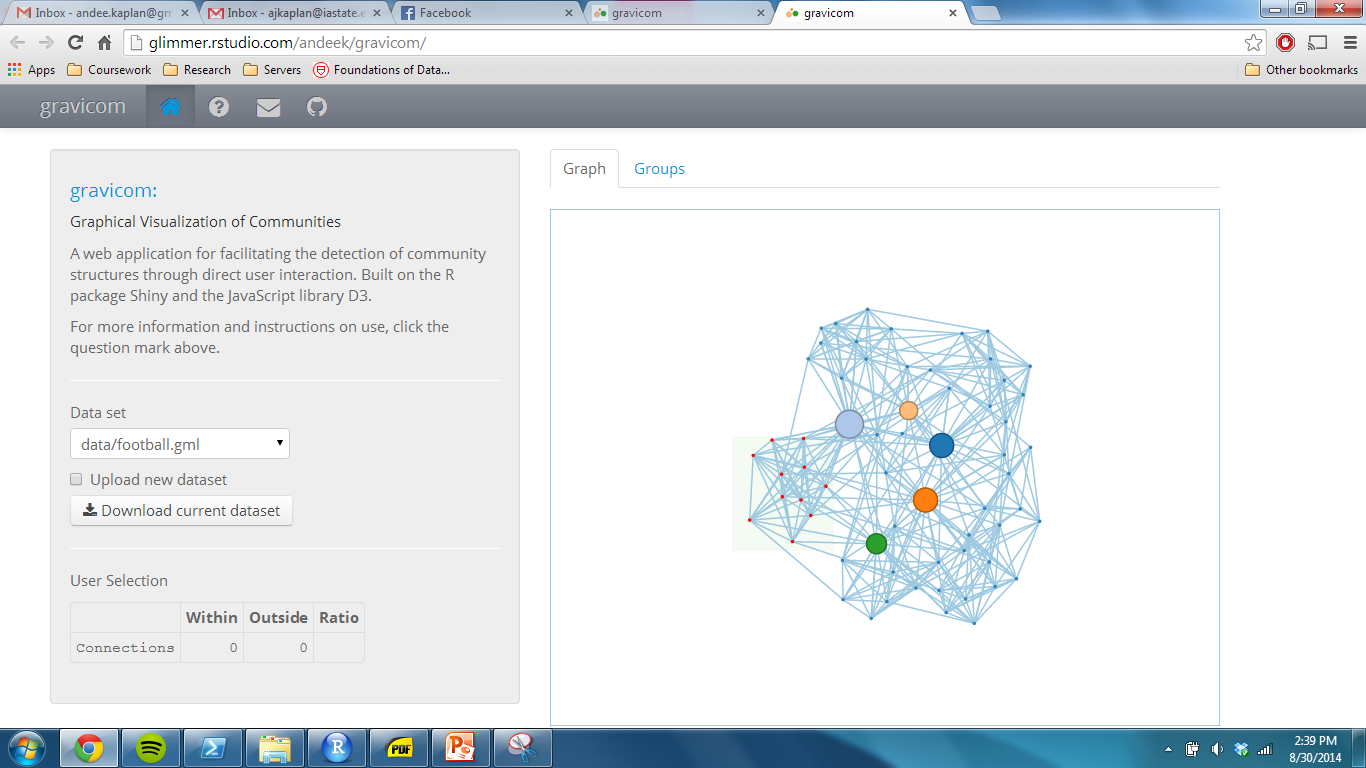 Inbox - andee.kaplan@gm
Inbox - ajkaplan@iastate.e
Facebook
gravicom
gravicom
glimmer.rstudio.com/andeek/gravicom/
Apps
Coursework
Research
Servers
Foundations of Data...
Other bookmarks
gravicom
Graph
Groups
gravicom:
Graphical Visualization of Communities
A web application for facilitating the detection of community
structures through direct user interaction. Built on the R
package Shiny and the JavaScript library D3.
For more information and instructions on use, click the
question mark above.
Data set
data/football.gml
Upload new dataset
Download current dataset
User Selection
Within Outside Ratio
Connections 0 0
R
PDF
P
2:39 PM
8/30/2014